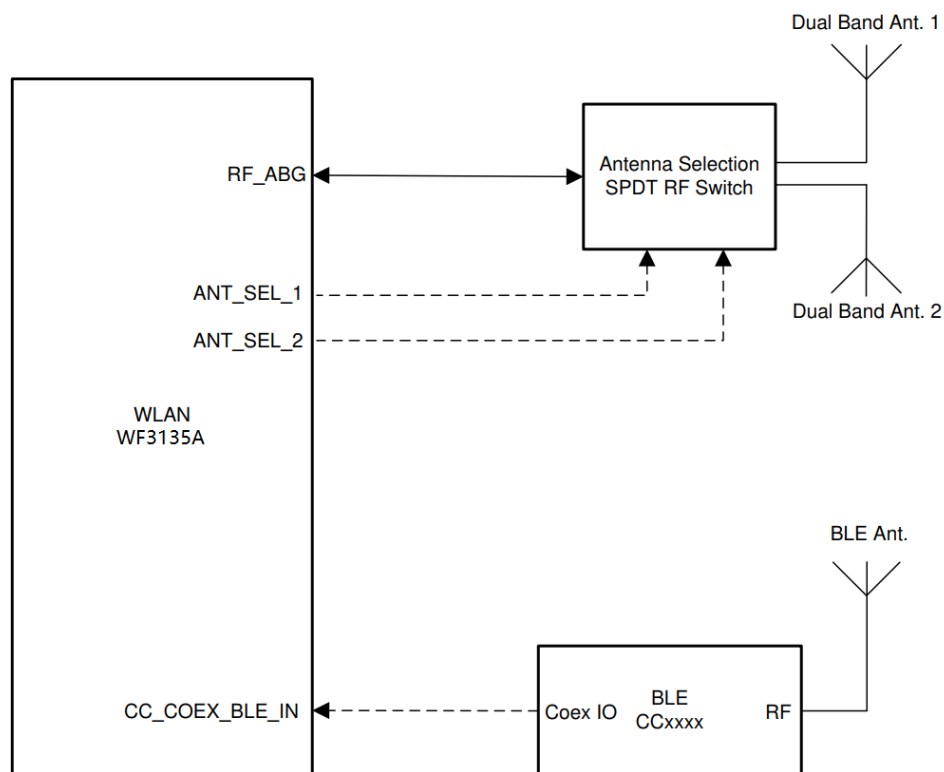 Dual Band Ant. 1
RF_ABG
Antenna Selection
SPDT RF Switch
ANT_SEL_1
ANT_SEL_2
Dual Band Ant. 2
WLAN
WF3135A
BLE Ant.
CC_COEX_BLE_IN
Coex IO
BLE
CCxxxx
RF